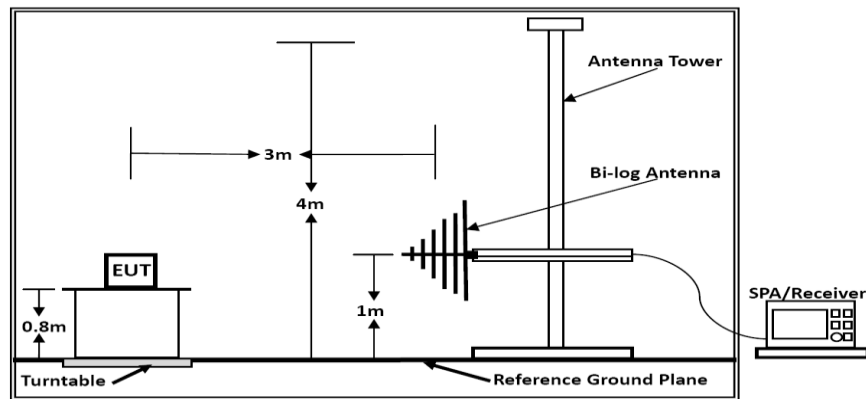 Antenna Tower
3m
Bi-log Antenna
4m
EUT
SPA/Receiver
0.8m
1m
Turntable
Reference Ground Plane